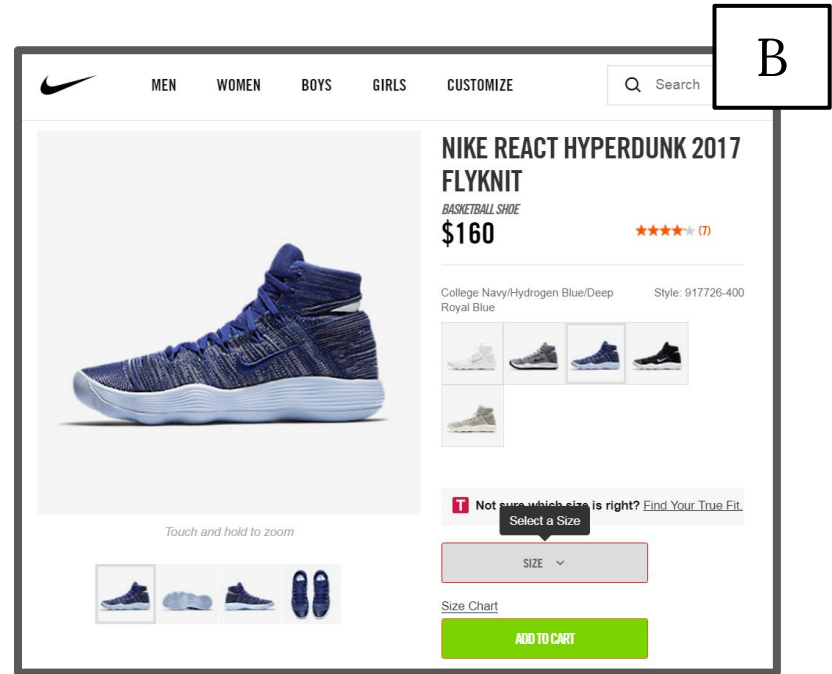 B
MEN WOMEN BOYS GIRLS CUSTOMIZE Search
NIKE REACT HYPERDUNK 2017
FLYKNIT
BASKETBALL SHOE
$160 (7)
College Navy/Hydrogen Blue/Deep Style: 917726-400
Royal Blue
T Not sure which size is right? Find Your True Fit.
Select a Size
Touch and hold to zoom
SIZE
Size Chart
ADD TO CART